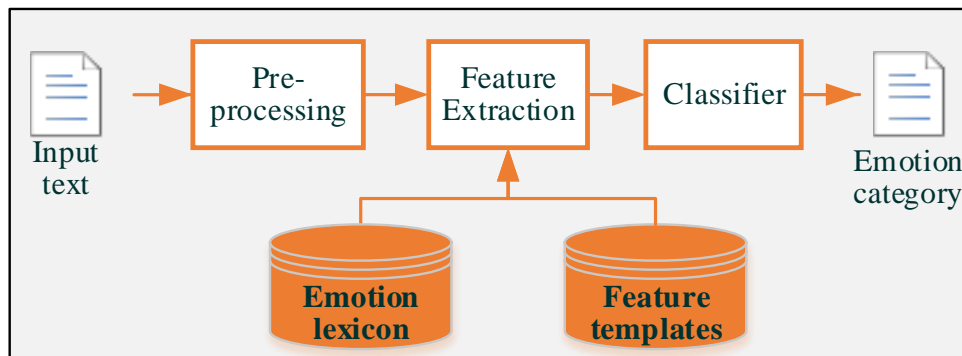 Input
text
Pre-
processing
Feature
Extraction
Classifier
Emotion
category
Emotion
lexicon
Feature
templates